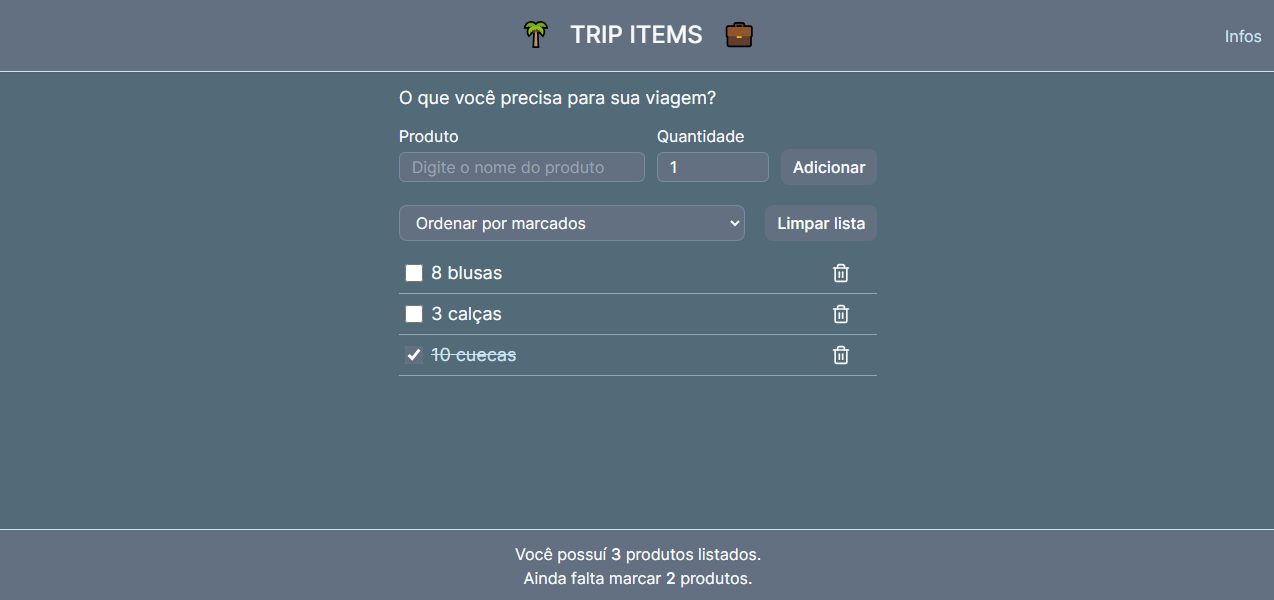 TRIP ITEMS
Infos
O que você precisa para sua viagem?
Produto
Quantidade
Digite o nome do produto
1
Adicionar
Ordenar por marcados
Limpar lista
8 blusas
3 calças
10 cuecas
Você possuí 3 produtos listados.
Ainda falta marcar 2 produtos.